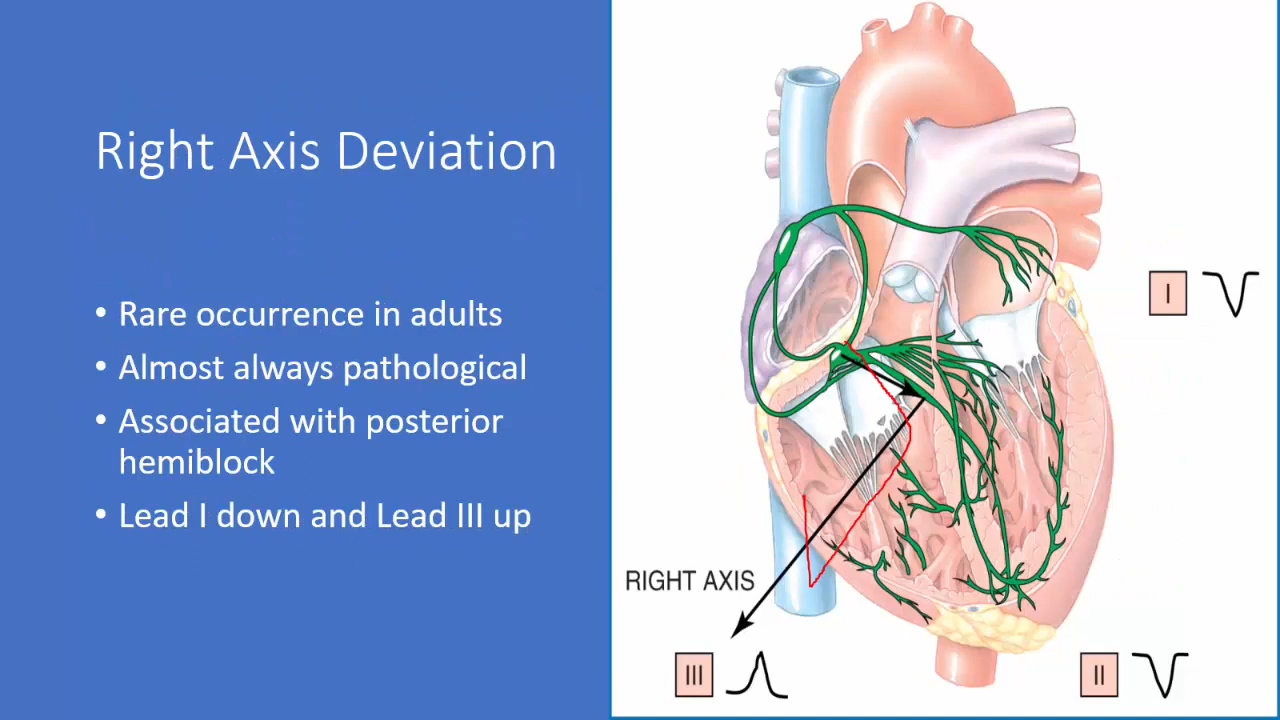 Right Axis Deviation
• Rare occurrence in adults
• Almost always pathological
• Associated with posterior
hemiblock
• Lead I down and Lead III up
I
RIGHT AXIS
III
II